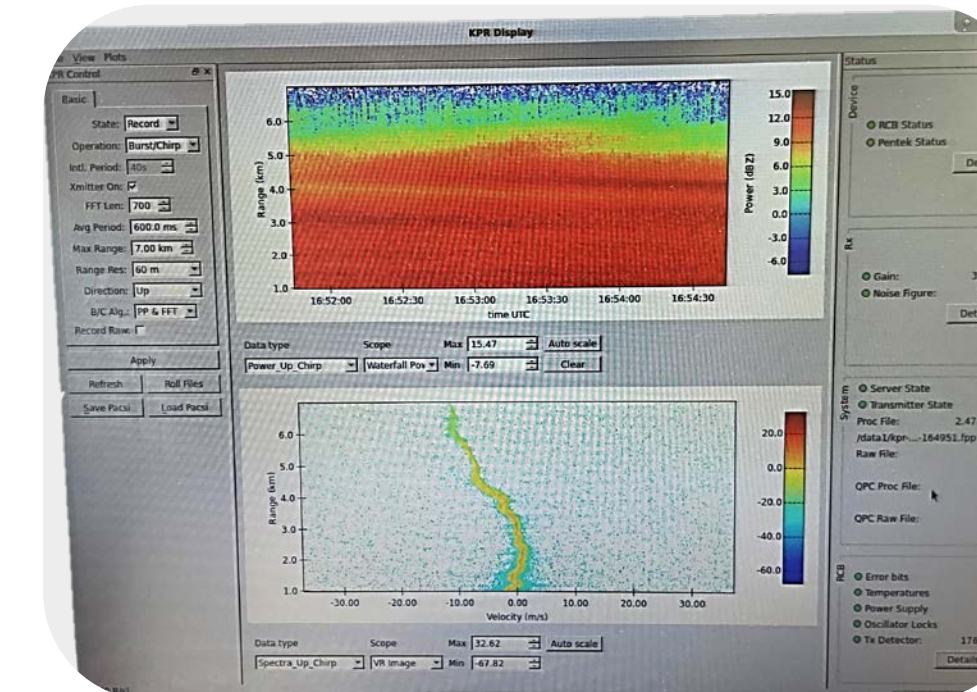 KPR Display
View Plots
PR Control
Basic
State: Record
Operation: Burst/Chirp
Intl. Period: 40s
Xmitter On:
FFT Len: 700
Avg Period: 600.0 ms
Max Range: 7.00 km
Range Res: 60 m
Direction: Up
B/C Alg.: PP & FFT
Record Raw:
Apply
Refresh Roll Files
Save Pacsi Load Pacsi
Range (km)
6.0
5.0
4.0
3.0
2.0
1.0
16:52:00 16:52:30 16:53:00 16:53:30 16:54:00 16:54:30
time UTC
Power (dBZ)
15.0
12.0
9.0
6.0
3.0
0.0
-3.0
-6.0
Data type Scope Max 15.47 Auto scale
Power_Up_Chirp Waterfall Pov Min -7.69 Clear
Range (km)
6.0
5.0
4.0
3.0
2.0
1.0
-30.00 -20.00 -10.00 0.00 10.00 20.00 30.00
Velocity (m/s)
20.0
0.0
-20.0
-40.0
-60.0
Data type Scope Max 32.62 Auto scale
Spectra_Up_Chirp VR Image Min -67.82
Status
Device
RCB Status
Pentek Status
De
Rx
Gain: 3
Noise Figure:
Det
System
Server State
Transmitter State
Proc File: 2.47
/data1/kpr-...-164951.fpp
Raw File:
QPC Proc File:
QPC Raw File:
RCB
Error bits
Temperatures
Power Supply
Oscillator Locks
Tx Detector: 176
Details